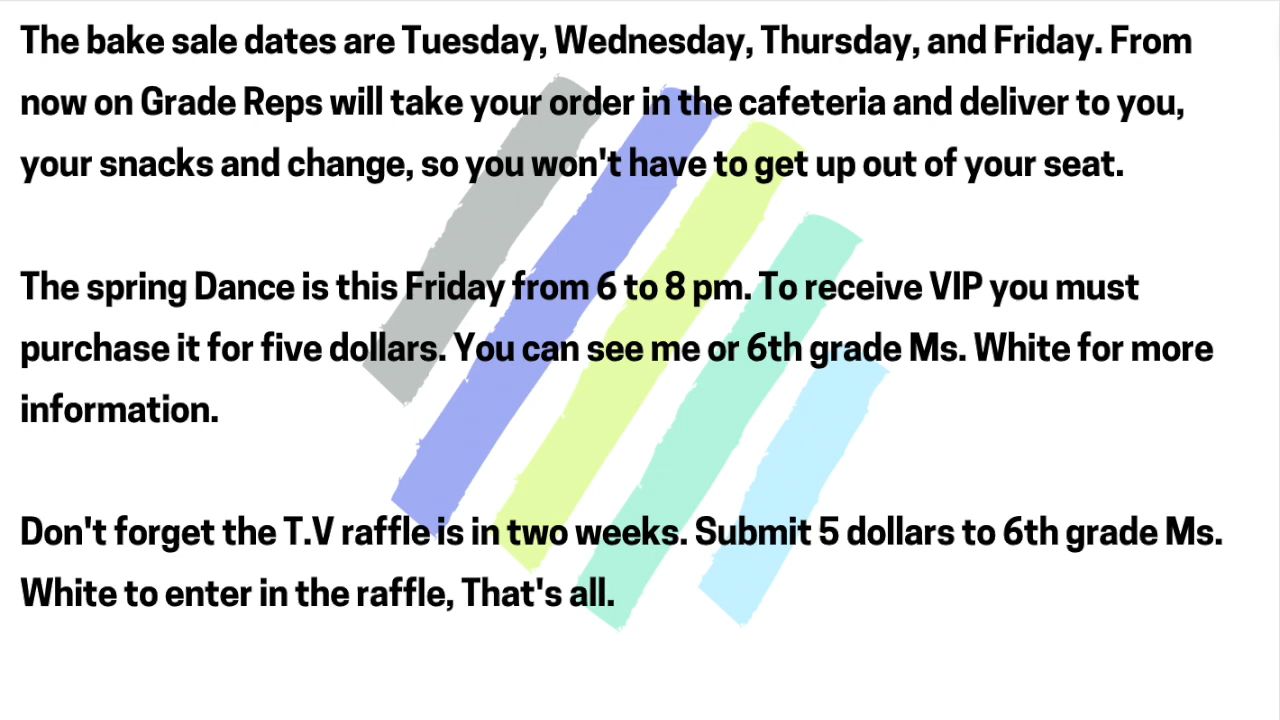 The bake sale dates are Tuesday, Wednesday, Thursday, and Friday. From
now on Grade Reps will take your order in the cafeteria and deliver to you,
your snacks and change, so you won't have to get up out of your seat.
The spring Dance is this Friday from 6 to 8 pm. To receive VIP you must
purchase it for five dollars. You can see me or 6th grade Ms. White for more
information.
Don't forget the T.V raffle is in two weeks. Submit 5 dollars to 6th grade Ms.
White to enter in the raffle, That's all.